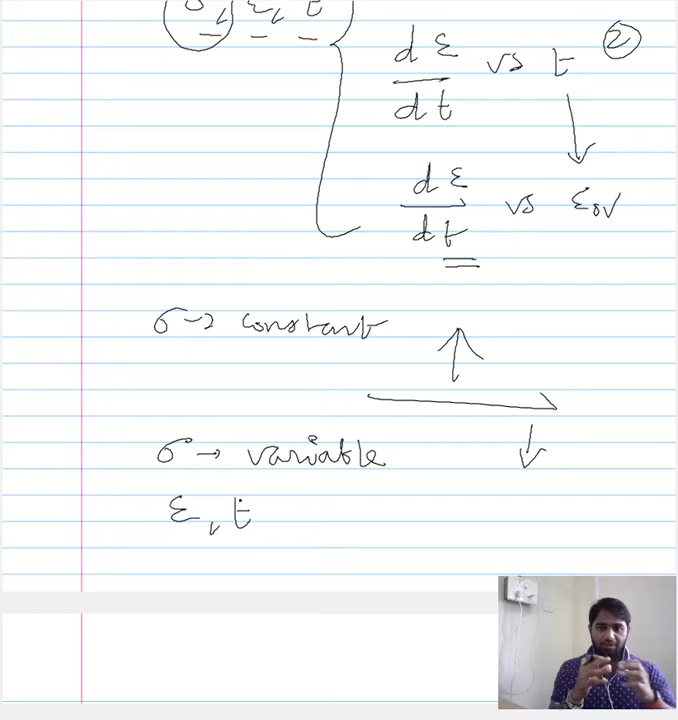 σ, ε, t
dε/dt vs t ②
dε/dt vs εov
σ → constant
σ → variable
ε, t